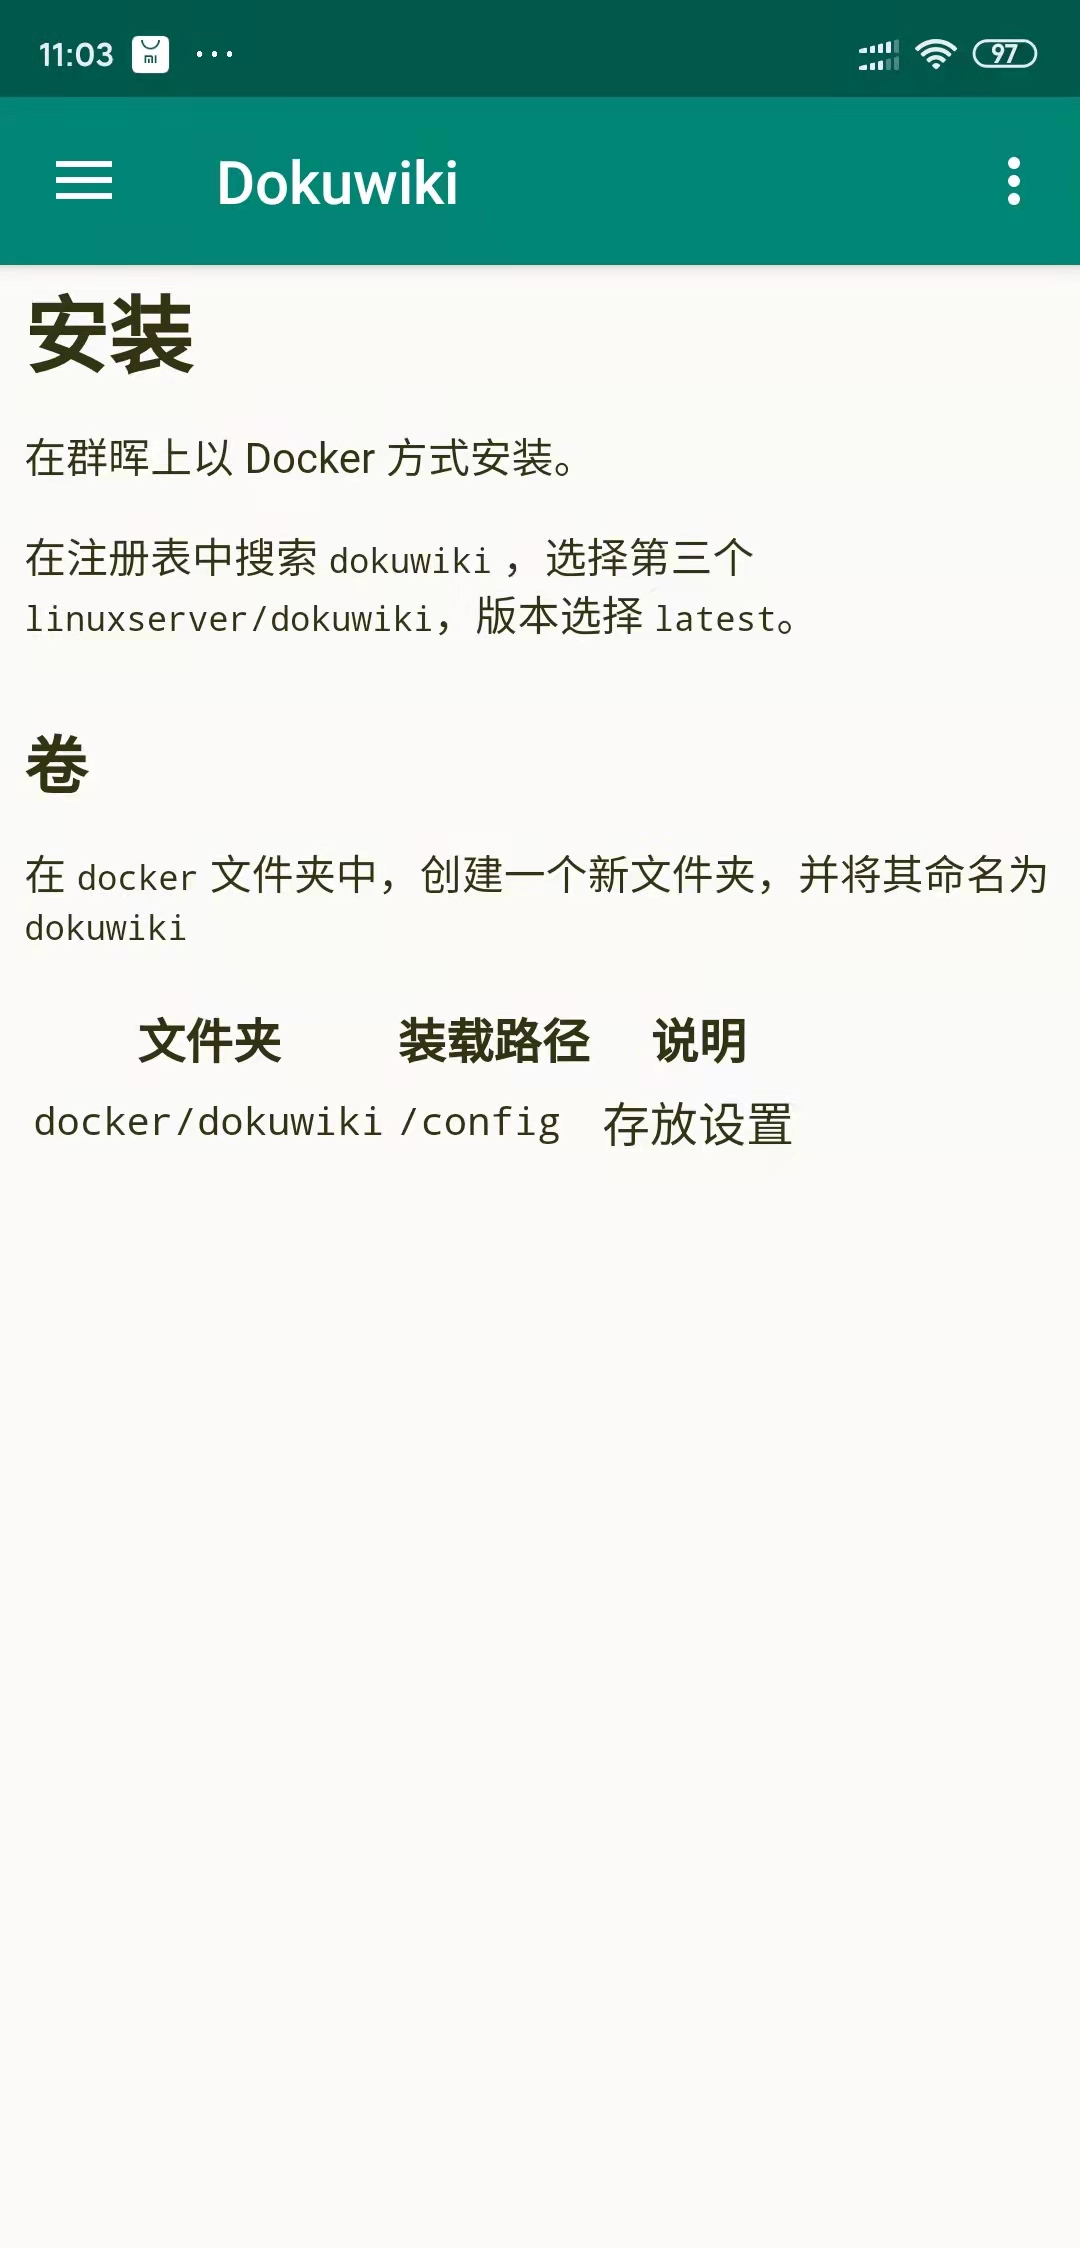 11:03
97
Dokuwiki
安装
在群晖上以 Docker 方式安装。
在注册表中搜索 dokuwiki ，选择第三个
linuxserver/dokuwiki，版本选择 latest。
卷
在 docker 文件夹中，创建一个新文件夹，并将其命名为
dokuwiki
文件夹 装载路径 说明
docker/dokuwiki /config 存放设置